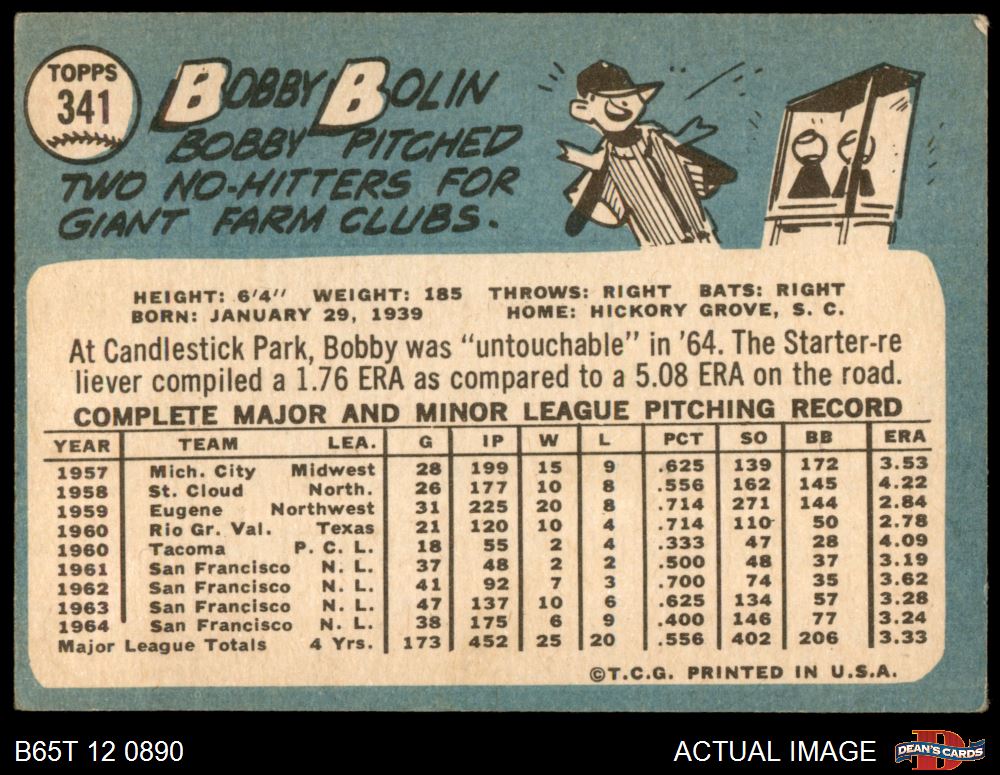 TOPPS
341
BOBBY BOLIN
BOBBY PITCHED
TWO NO-HITTERS FOR
GIANT FARM CLUBS.
HEIGHT: 6'4" WEIGHT: 185 THROWS: RIGHT BATS: RIGHT
BORN: JANUARY 29, 1939 HOME: HICKORY GROVE, S. C.
At Candlestick Park, Bobby was "untouchable" in '64. The Starter-re
liever compiled a 1.76 ERA as compared to a 5.08 ERA on the road.
COMPLETE MAJOR AND MINOR LEAGUE PITCHING RECORD
YEAR TEAM LEA. G IP W L PCT SO BB ERA
1957 Mich. City Midwest 28 199 15 9 .625 139 172 3.53
1958 St. Cloud North. 26 177 10 8 .556 162 145 4.22
1959 Eugene Northwest 31 225 20 8 .714 271 144 2.84
1960 Rio Gr. Val. Texas 21 120 10 4 .714 110 50 2.78
1960 Tacoma P. C. L. 18 55 2 4 .333 47 28 4.09
1961 San Francisco N. L. 37 48 2 2 .500 48 37 3.19
1962 San Francisco N. L. 41 92 7 3 .700 74 35 3.62
1963 San Francisco N. L. 47 137 10 6 .625 134 57 3.28
1964 San Francisco N. L. 38 175 6 9 .400 146 77 3.24
Major League Totals 4 Yrs. 173 452 25 20 .556 402 206 3.33
©T.C.G. PRINTED IN U.S.A.
B65T 12 0890 ACTUAL IMAGE
D
DEAN'S CARDS